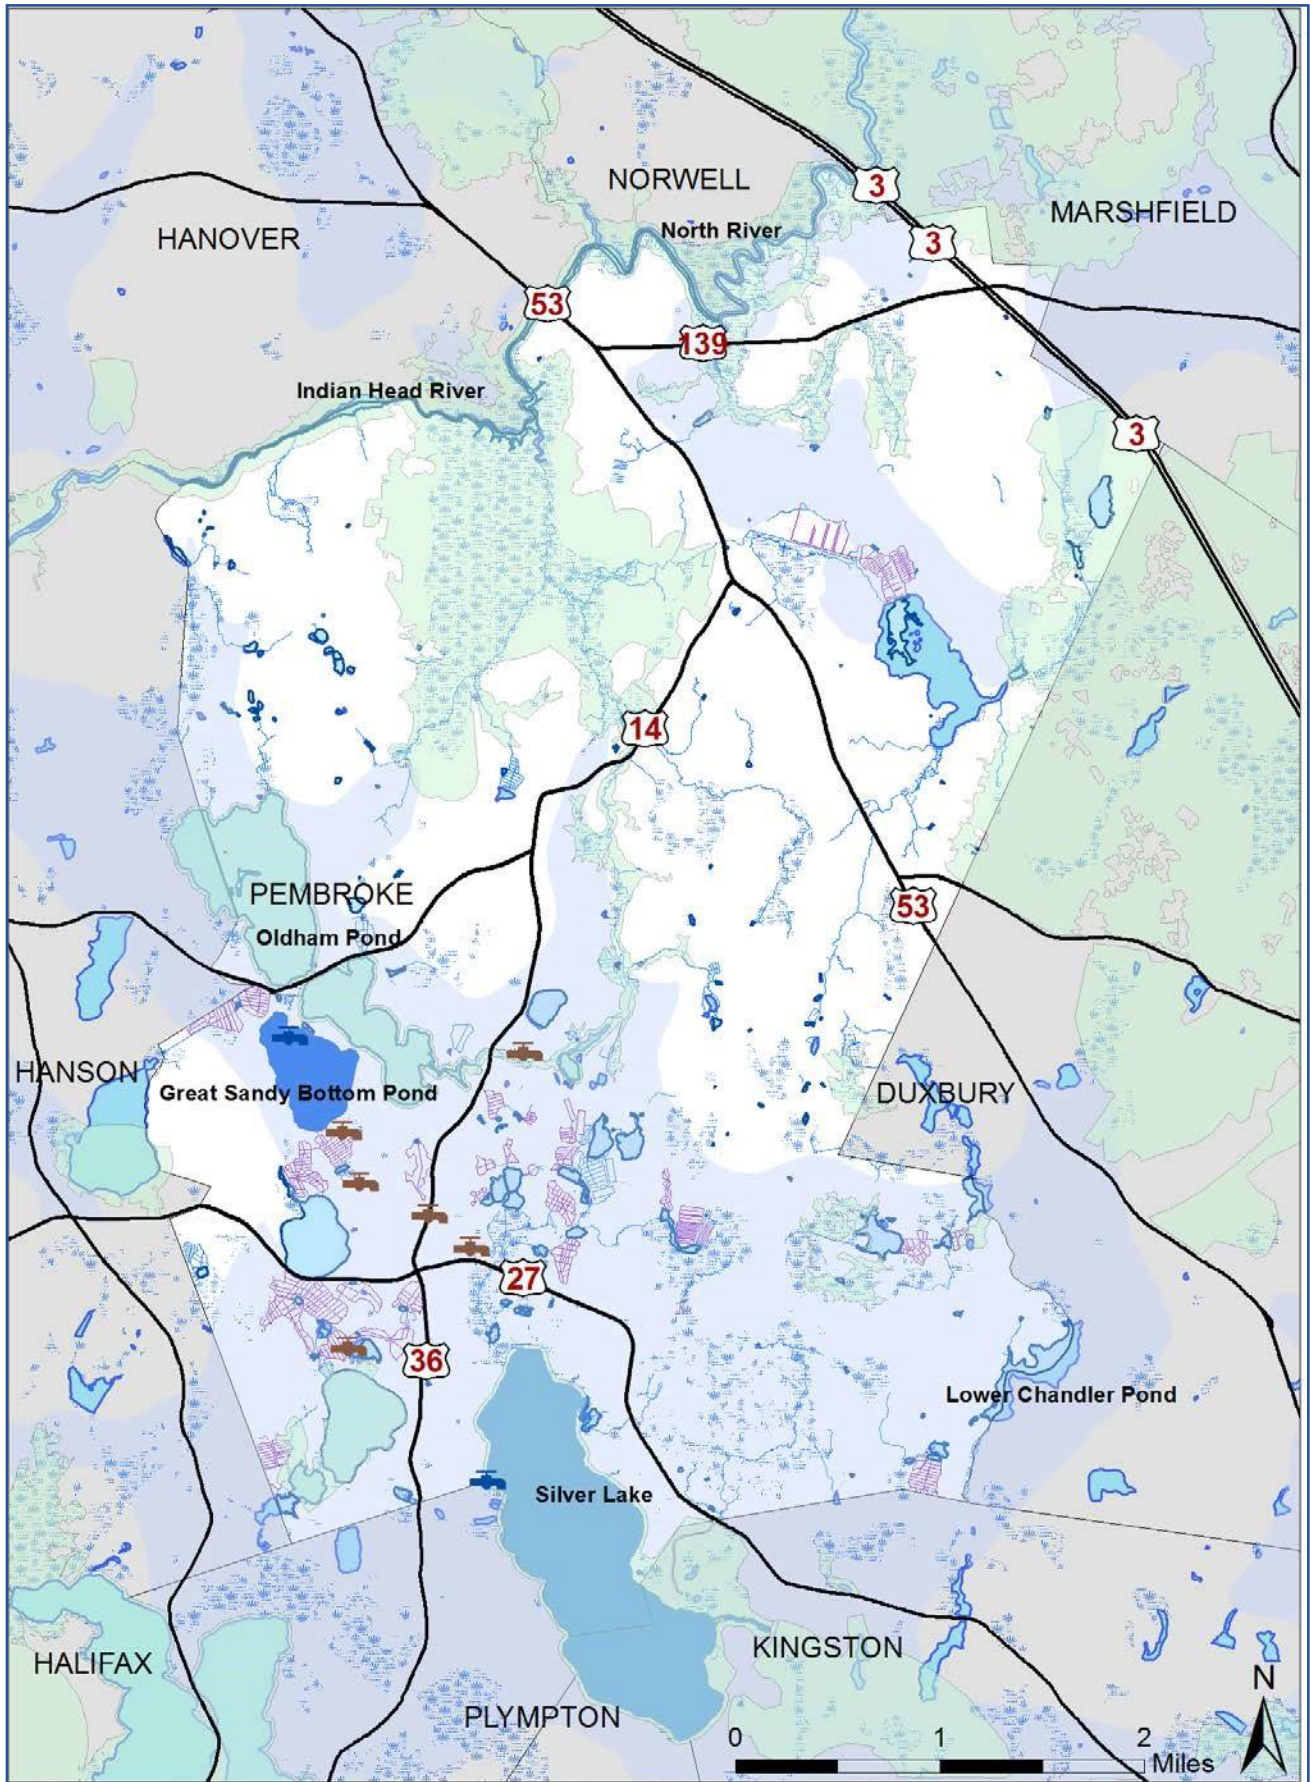 NORWELL
3
MARSHFIELD
North River
HANOVER
3
53
139
Indian Head River
3
14
PEMBROKE
53
Oldham Pond
HANSON
Great Sandy Bottom Pond
DUXBURY
27
36
Lower Chandler Pond
Silver Lake
KINGSTON
HALIFAX
N
PLYMPTON
0 1 2
Miles